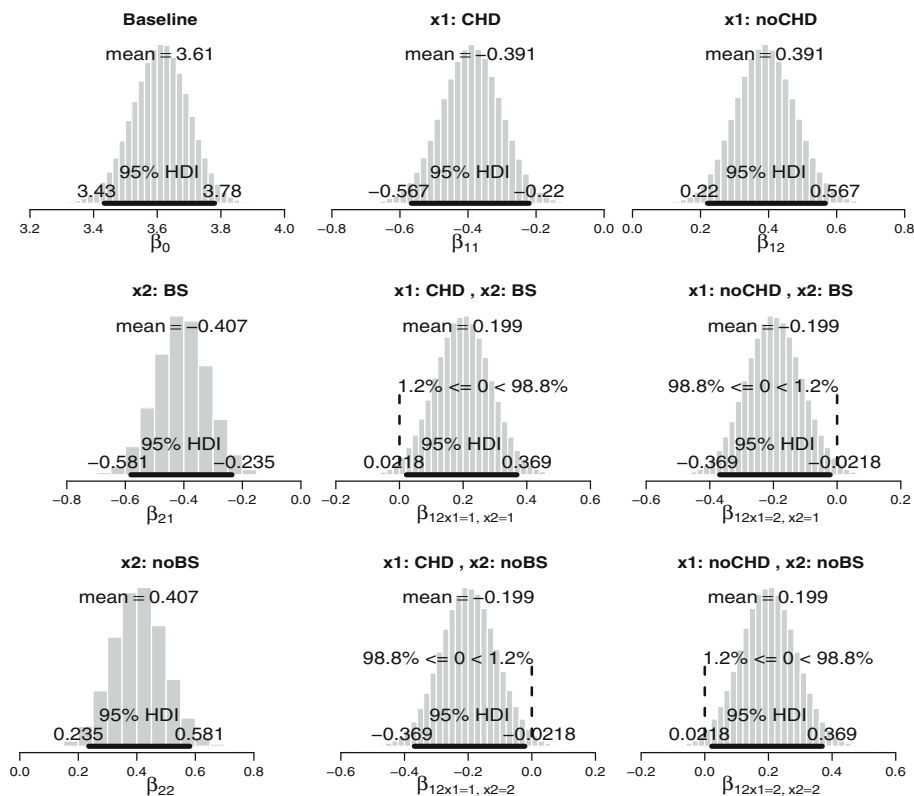 Baseline
mean = 3.61
95% HDI
3.43 3.78
3.2 3.4 3.6 3.8 4.0
β0
x1: CHD
mean = −0.391
95% HDI
−0.567 −0.22
−0.8 −0.6 −0.4 −0.2 0.0
β11
x1: noCHD
mean = 0.391
95% HDI
0.22 0.567
0.0 0.2 0.4 0.6 0.8
β12
x2: BS
mean = −0.407
95% HDI
−0.581 −0.235
−0.8 −0.6 −0.4 −0.2 0.0
β21
x1: CHD , x2: BS
mean = 0.199
1.2% <= 0 < 98.8%
95% HDI
0.0218 0.369
−0.2 0.0 0.2 0.4 0.6
β12x1=1, x2=1
x1: noCHD , x2: BS
mean = −0.199
98.8% <= 0 < 1.2%
95% HDI
−0.369 −0.0218
−0.6 −0.4 −0.2 0.0 0.2
β12x1=2, x2=1
x2: noBS
mean = 0.407
95% HDI
0.235 0.581
0.0 0.2 0.4 0.6 0.8
β22
x1: CHD , x2: noBS
mean = −0.199
98.8% <= 0 < 1.2%
95% HDI
−0.369 −0.0218
−0.6 −0.4 −0.2 0.0 0.2
β12x1=1, x2=2
x1: noCHD , x2: noBS
mean = 0.199
1.2% <= 0 < 98.8%
95% HDI
0.0218 0.369
−0.2 0.0 0.2 0.4 0.6
β12x1=2, x2=2